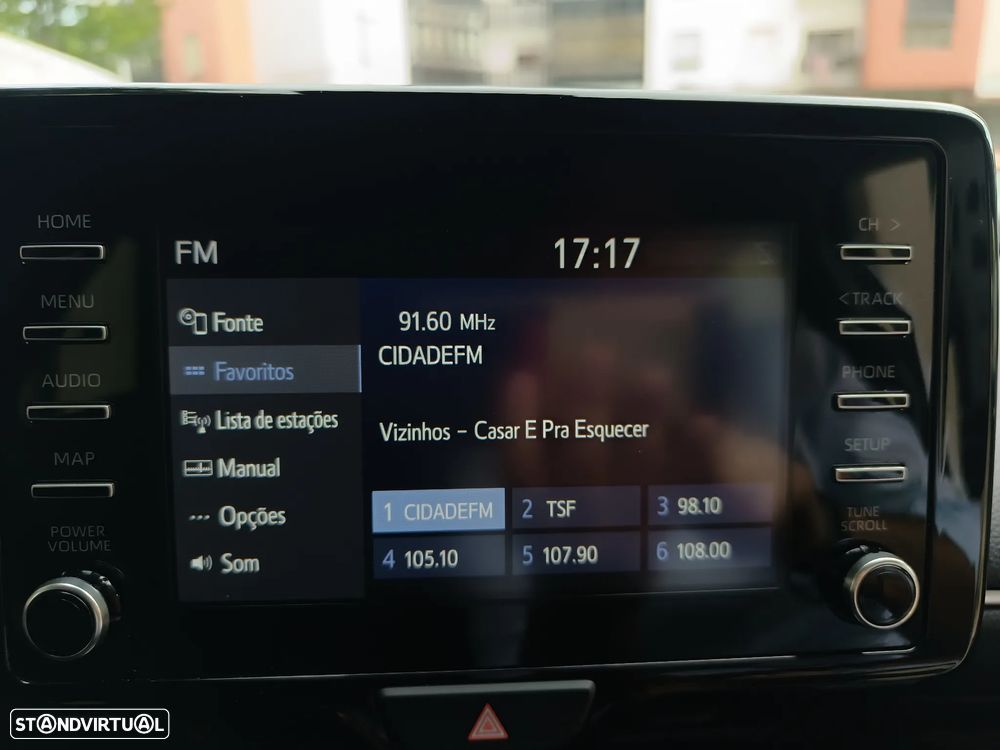 HOME
MENU
AUDIO
MAP
POWER
VOLUME
FM
17:17
Fonte
Favoritos
Lista de estações
Manual
Opções
Som
91.60 MHz
CIDADEFM
Vizinhos - Casar E Pra Esquecer
1 CIDADEFM
2 TSF
3 98.10
4 105.10
5 107.90
6 108.00
CH >
< TRACK
PHONE
SETUP
TUNE
SCROLL
STANDVIRTUAL